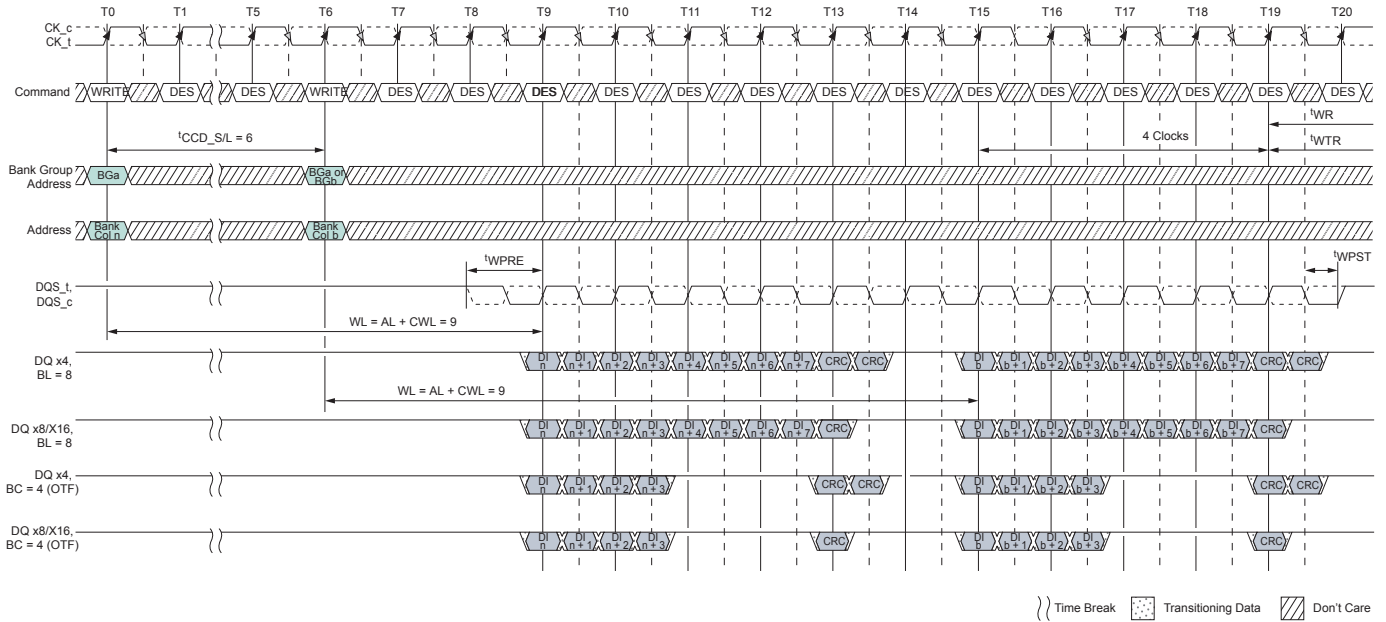 T0 T1 T5 T6 T7 T8 T9 T10 T11 T12 T13 T14 T15 T16 T17 T18 T19 T20
CK_c
CK_t
Command WRITE DES DES WRITE DES DES DES DES DES DES DES DES DES DES DES DES DES DES
tWR
tCCD_S/L = 6
4 Clocks
tWTR
Bank Group
Address
BGa
BGa or
BGb
Address
Bank
Col n
Bank
Col b
tWPRE
tWPST
DQS_t,
DQS_c
WL = AL + CWL = 9
DQ x4,
BL = 8
DI
n
DI
n + 1
DI
n + 2
DI
n + 3
DI
n + 4
DI
n + 5
DI
n + 6
DI
n + 7
CRC CRC
DI
b
DI
b + 1
DI
b + 2
DI
b + 3
DI
b + 4
DI
b + 5
DI
b + 6
DI
b + 7
CRC CRC
WL = AL + CWL = 9
DQ x8/X16,
BL = 8
DI
n
DI
n + 1
DI
n + 2
DI
n + 3
DI
n + 4
DI
n + 5
DI
n + 6
DI
n + 7
CRC
DI
b
DI
b + 1
DI
b + 2
DI
b + 3
DI
b + 4
DI
b + 5
DI
b + 6
DI
b + 7
CRC
DQ x4,
BC = 4 (OTF)
DI
n
DI
n + 1
DI
n + 2
DI
n + 3
CRC CRC
DI
b
DI
b + 1
DI
b + 2
DI
b + 3
CRC CRC
DQ x8/X16,
BC = 4 (OTF)
DI
n
DI
n + 1
DI
n + 2
DI
n + 3
CRC
DI
b
DI
b + 1
DI
b + 2
DI
b + 3
CRC
Time Break Transitioning Data Don't Care